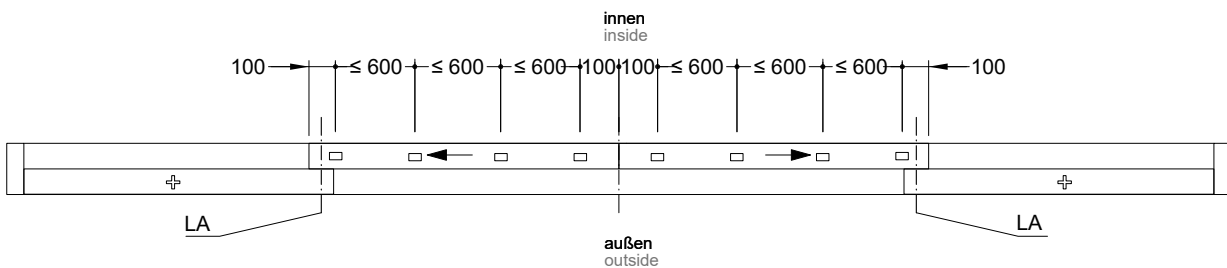 innen
inside
100 ≤ 600 ≤ 600 ≤ 600 100 100 ≤ 600 ≤ 600 ≤ 600 100
LA LA
außen
outside